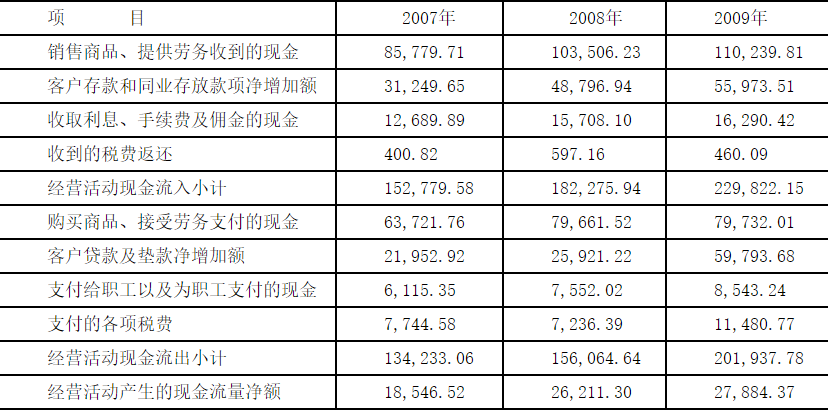 项 目 2007年 2008年 2009年
销售商品、提供劳务收到的现金 85,779.71 103,506.23 110,239.81
客户存款和同业存放款项净增加额 31,249.65 48,796.94 55,973.51
收取利息、手续费及佣金的现金 12,689.89 15,708.10 16,290.42
收到的税费返还 400.82 597.16 460.09
经营活动现金流入小计 152,779.58 182,275.94 229,822.15
购买商品、接受劳务支付的现金 63,721.76 79,661.52 79,732.01
客户贷款及垫款净增加额 21,952.92 25,921.22 59,793.68
支付给职工以及为职工支付的现金 6,115.35 7,552.02 8,543.24
支付的各项税费 7,744.58 7,236.39 11,480.77
经营活动现金流出小计 134,233.06 156,064.64 201,937.78
经营活动产生的现金流量净额 18,546.52 26,211.30 27,884.37